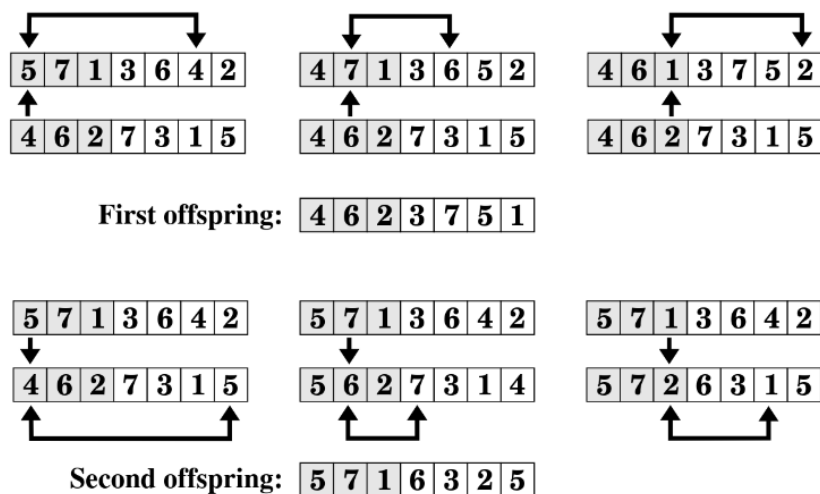 5 7 1 3 6 4 2 4 7 1 3 6 5 2 4 6 1 3 7 5 2
4 6 2 7 3 1 5 4 6 2 7 3 1 5 4 6 2 7 3 1 5
First offspring: 4 6 2 3 7 5 1
5 7 1 3 6 4 2 5 7 1 3 6 4 2 5 7 1 3 6 4 2
4 6 2 7 3 1 5 5 6 2 7 3 1 4 5 7 2 6 3 1 5
Second offspring: 5 7 1 6 3 2 5